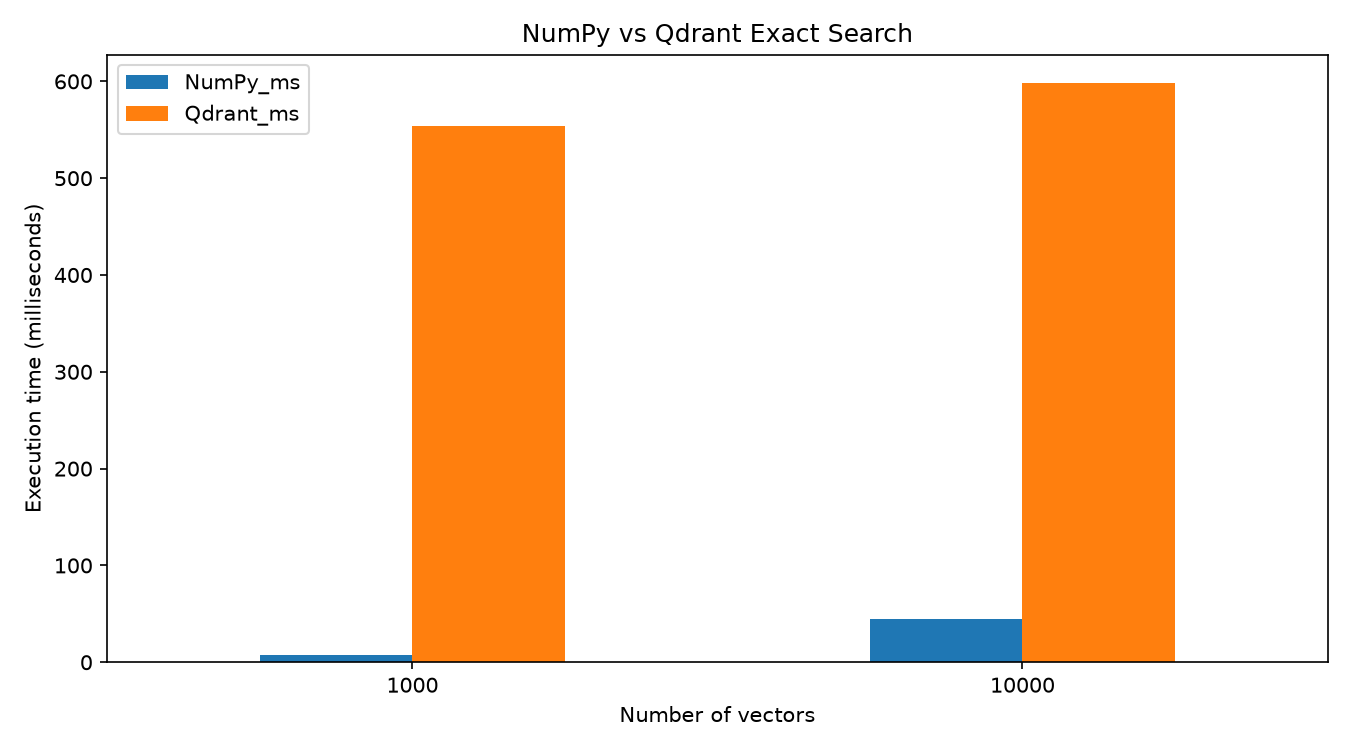 NumPy vs Qdrant Exact Search
NumPy_ms
Qdrant_ms
Execution time (milliseconds)
600
500
400
300
200
100
0
1000
10000
Number of vectors